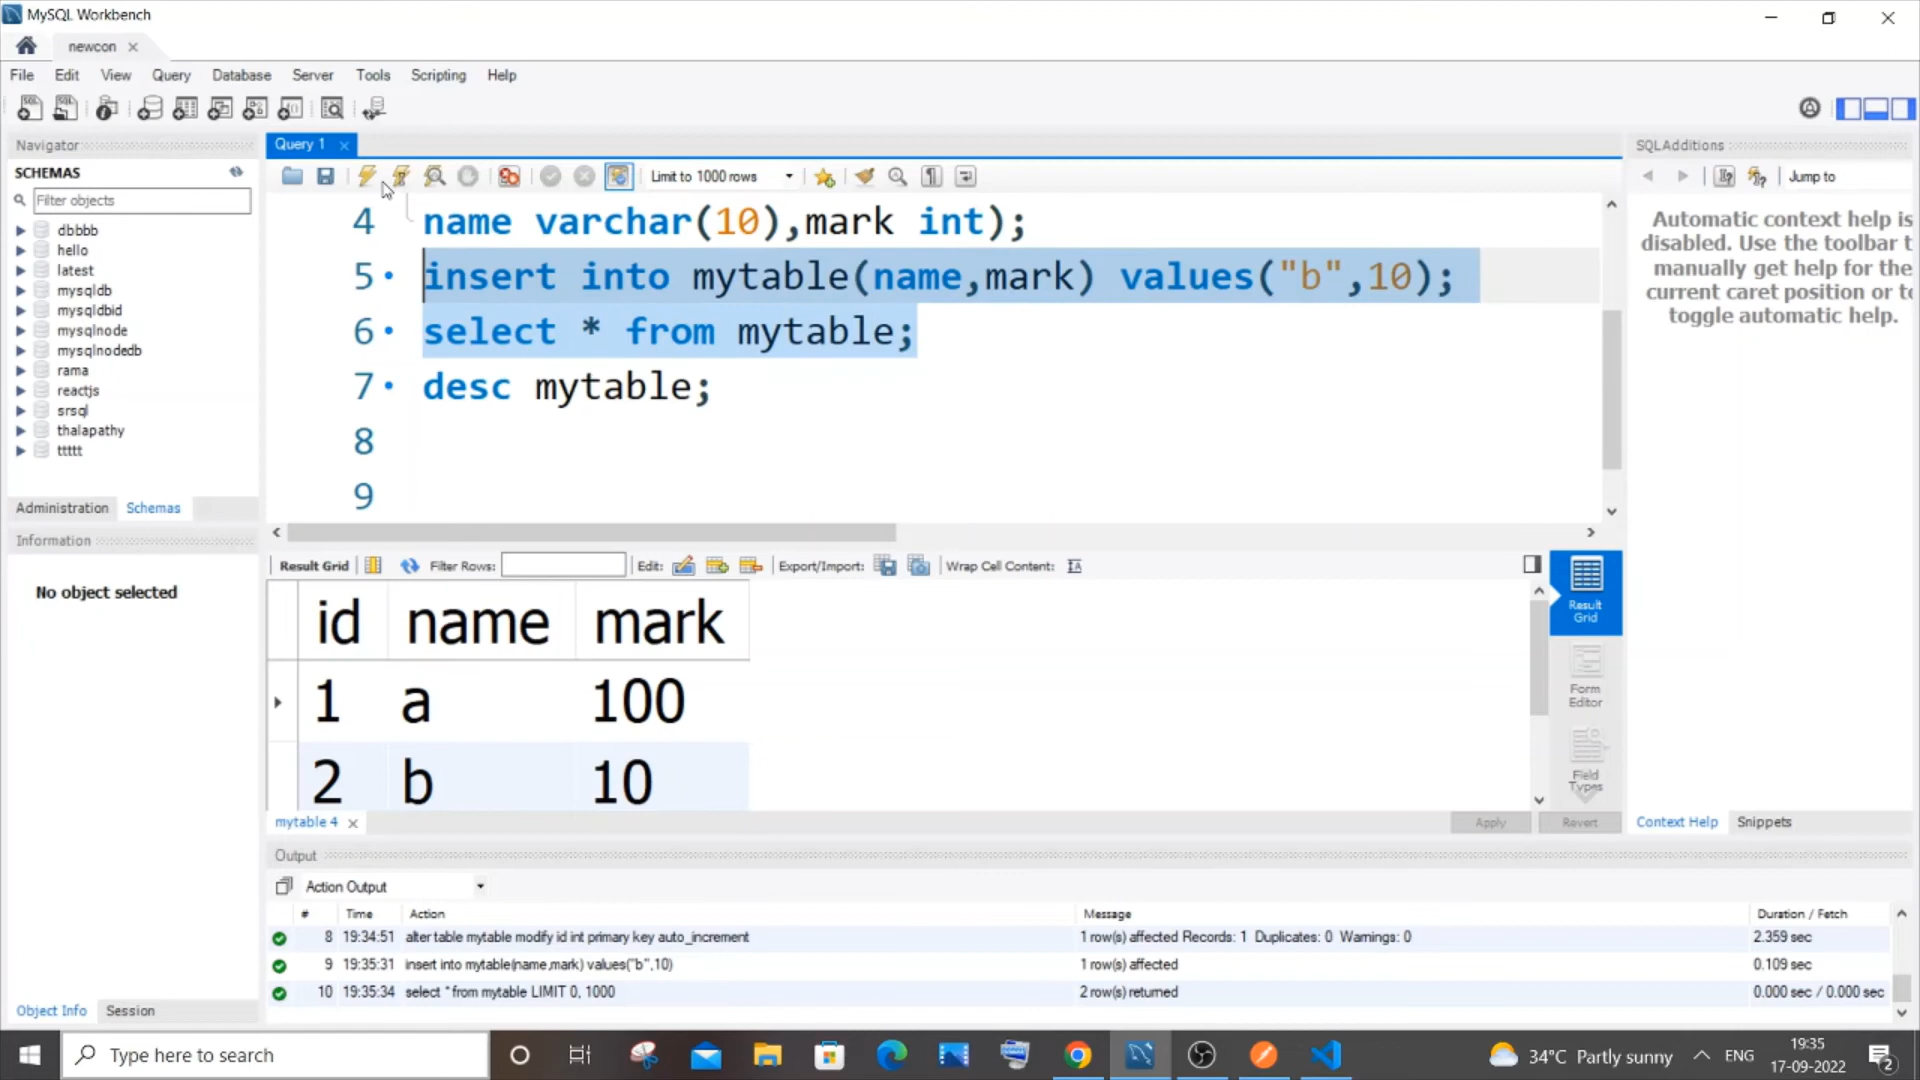 MySQL Workbench
newcon
File Edit View Query Database Server Tools Scripting Help
Navigator
SCHEMAS
Filter objects
dbbbb
hello
latest
mysqldb
mysqldbid
mysqlnode
mysqlnodedb
rama
reactjs
srsql
thalapathy
ttttt
Administration Schemas
Information
No object selected
Object Info Session
Query 1
Limit to 1000 rows
4 name varchar(10),mark int);
5 insert into mytable(name,mark) values("b",10);
6 select * from mytable;
7 desc mytable;
8
9
Result Grid Filter Rows: Edit: Export/Import: Wrap Cell Content:
id name mark
1 a 100
2 b 10
Result
Grid
Form
Editor
Field
Types
mytable 4
Apply Revert
SQLAdditions
Jump to
Automatic context help is
disabled. Use the toolbar t
manually get help for the
current caret position or to
toggle automatic help.
Context Help Snippets
Output
Action Output
# Time Action Message Duration / Fetch
8 19:34:51 alter table mytable modify id int primary key auto_increment 1 row(s) affected Records: 1 Duplicates: 0 Warnings: 0 2.359 sec
9 19:35:31 insert into mytable(name,mark) values("b",10) 1 row(s) affected 0.109 sec
10 19:35:34 select * from mytable LIMIT 0, 1000 2 row(s) returned 0.000 sec / 0.000 sec
Type here to search
34°C Partly sunny
ENG
19:35
17-09-2022
2